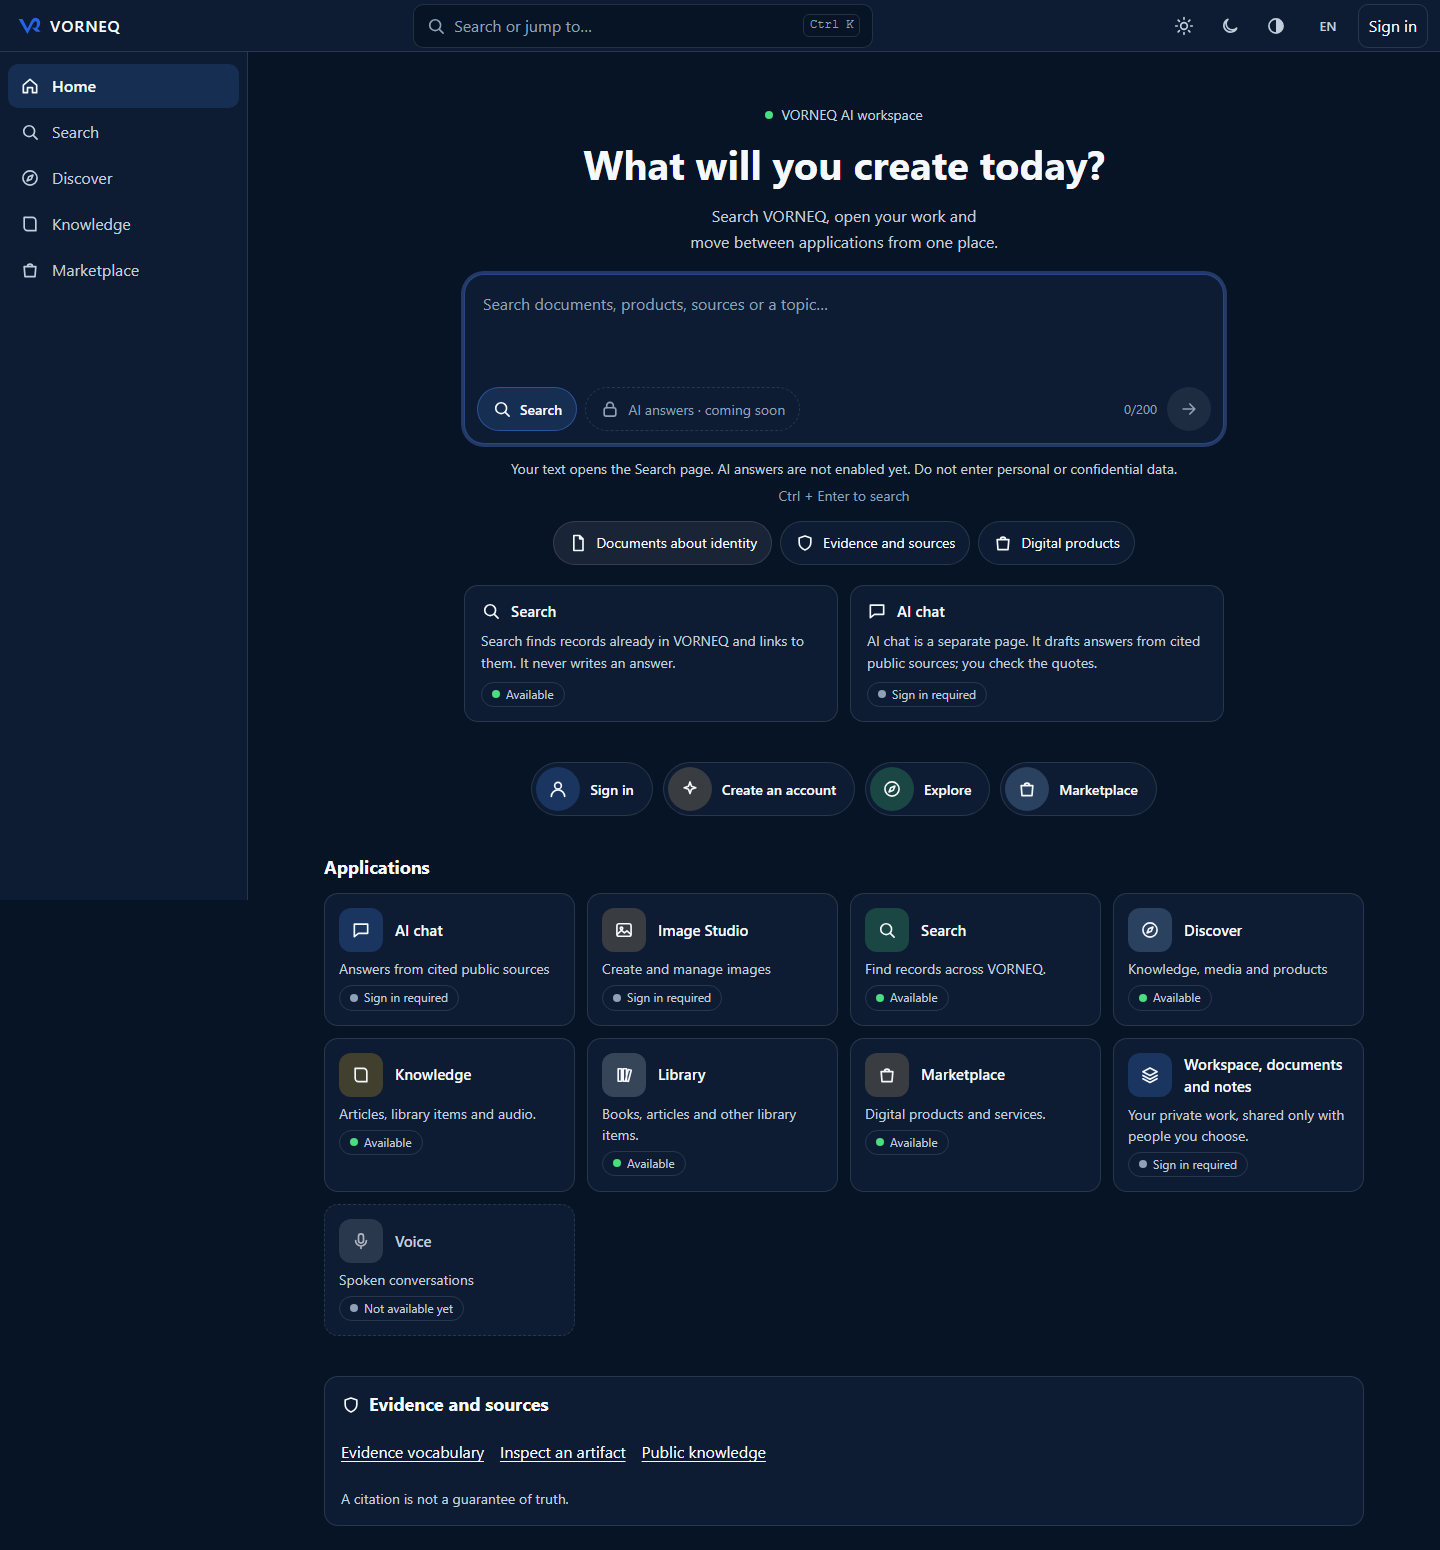 VORNEQ
Search or jump to...
Ctrl K
EN
Sign in
Home
Search
Discover
Knowledge
Marketplace
VORNEQ AI workspace
What will you create today?
Search VORNEQ, open your work and
move between applications from one place.
Search documents, products, sources or a topic...
Search
AI answers · coming soon
0/200
Your text opens the Search page. AI answers are not enabled yet. Do not enter personal or confidential data.
Ctrl + Enter to search
Documents about identity
Evidence and sources
Digital products
Search
Search finds records already in VORNEQ and links to
them. It never writes an answer.
Available
AI chat
AI chat is a separate page. It drafts answers from cited
public sources; you check the quotes.
Sign in required
Sign in
Create an account
Explore
Marketplace
Applications
AI chat
Answers from cited public sources
Sign in required
Image Studio
Create and manage images
Sign in required
Search
Find records across VORNEQ.
Available
Discover
Knowledge, media and products
Available
Knowledge
Articles, library items and audio.
Available
Library
Books, articles and other library
items.
Available
Marketplace
Digital products and services.
Available
Workspace, documents
and notes
Your private work, shared only with
people you choose.
Sign in required
Voice
Spoken conversations
Not available yet
Evidence and sources
Evidence vocabulary
Inspect an artifact
Public knowledge
A citation is not a guarantee of truth.